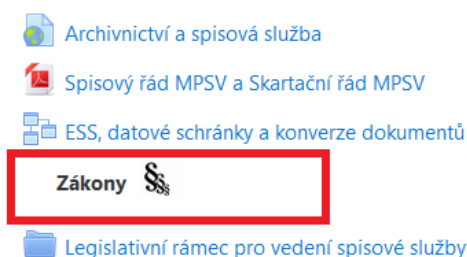 Archivnictví a spisová služba
Spisový řád MPSV a Skartační řád MPSV
ESS, datové schránky a konverze dokumentů
Zákony §§§
Legislativní rámec pro vedení spisové služby